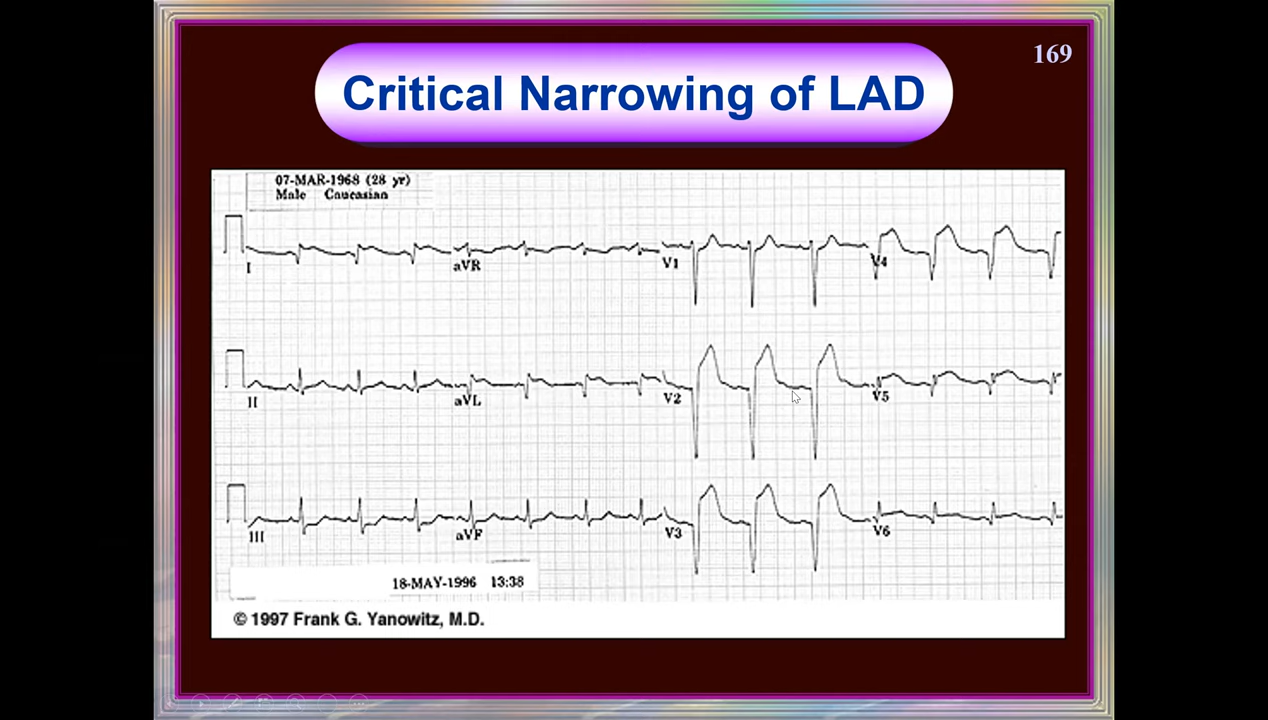 169
Critical Narrowing of LAD
07-MAR-1968 (28 yr)
Male Caucasian
I
aVR
V1
V4
II
aVL
V2
V5
III
aVF
V3
V6
18-MAY-1996 13:38
© 1997 Frank G. Yanowitz, M.D.